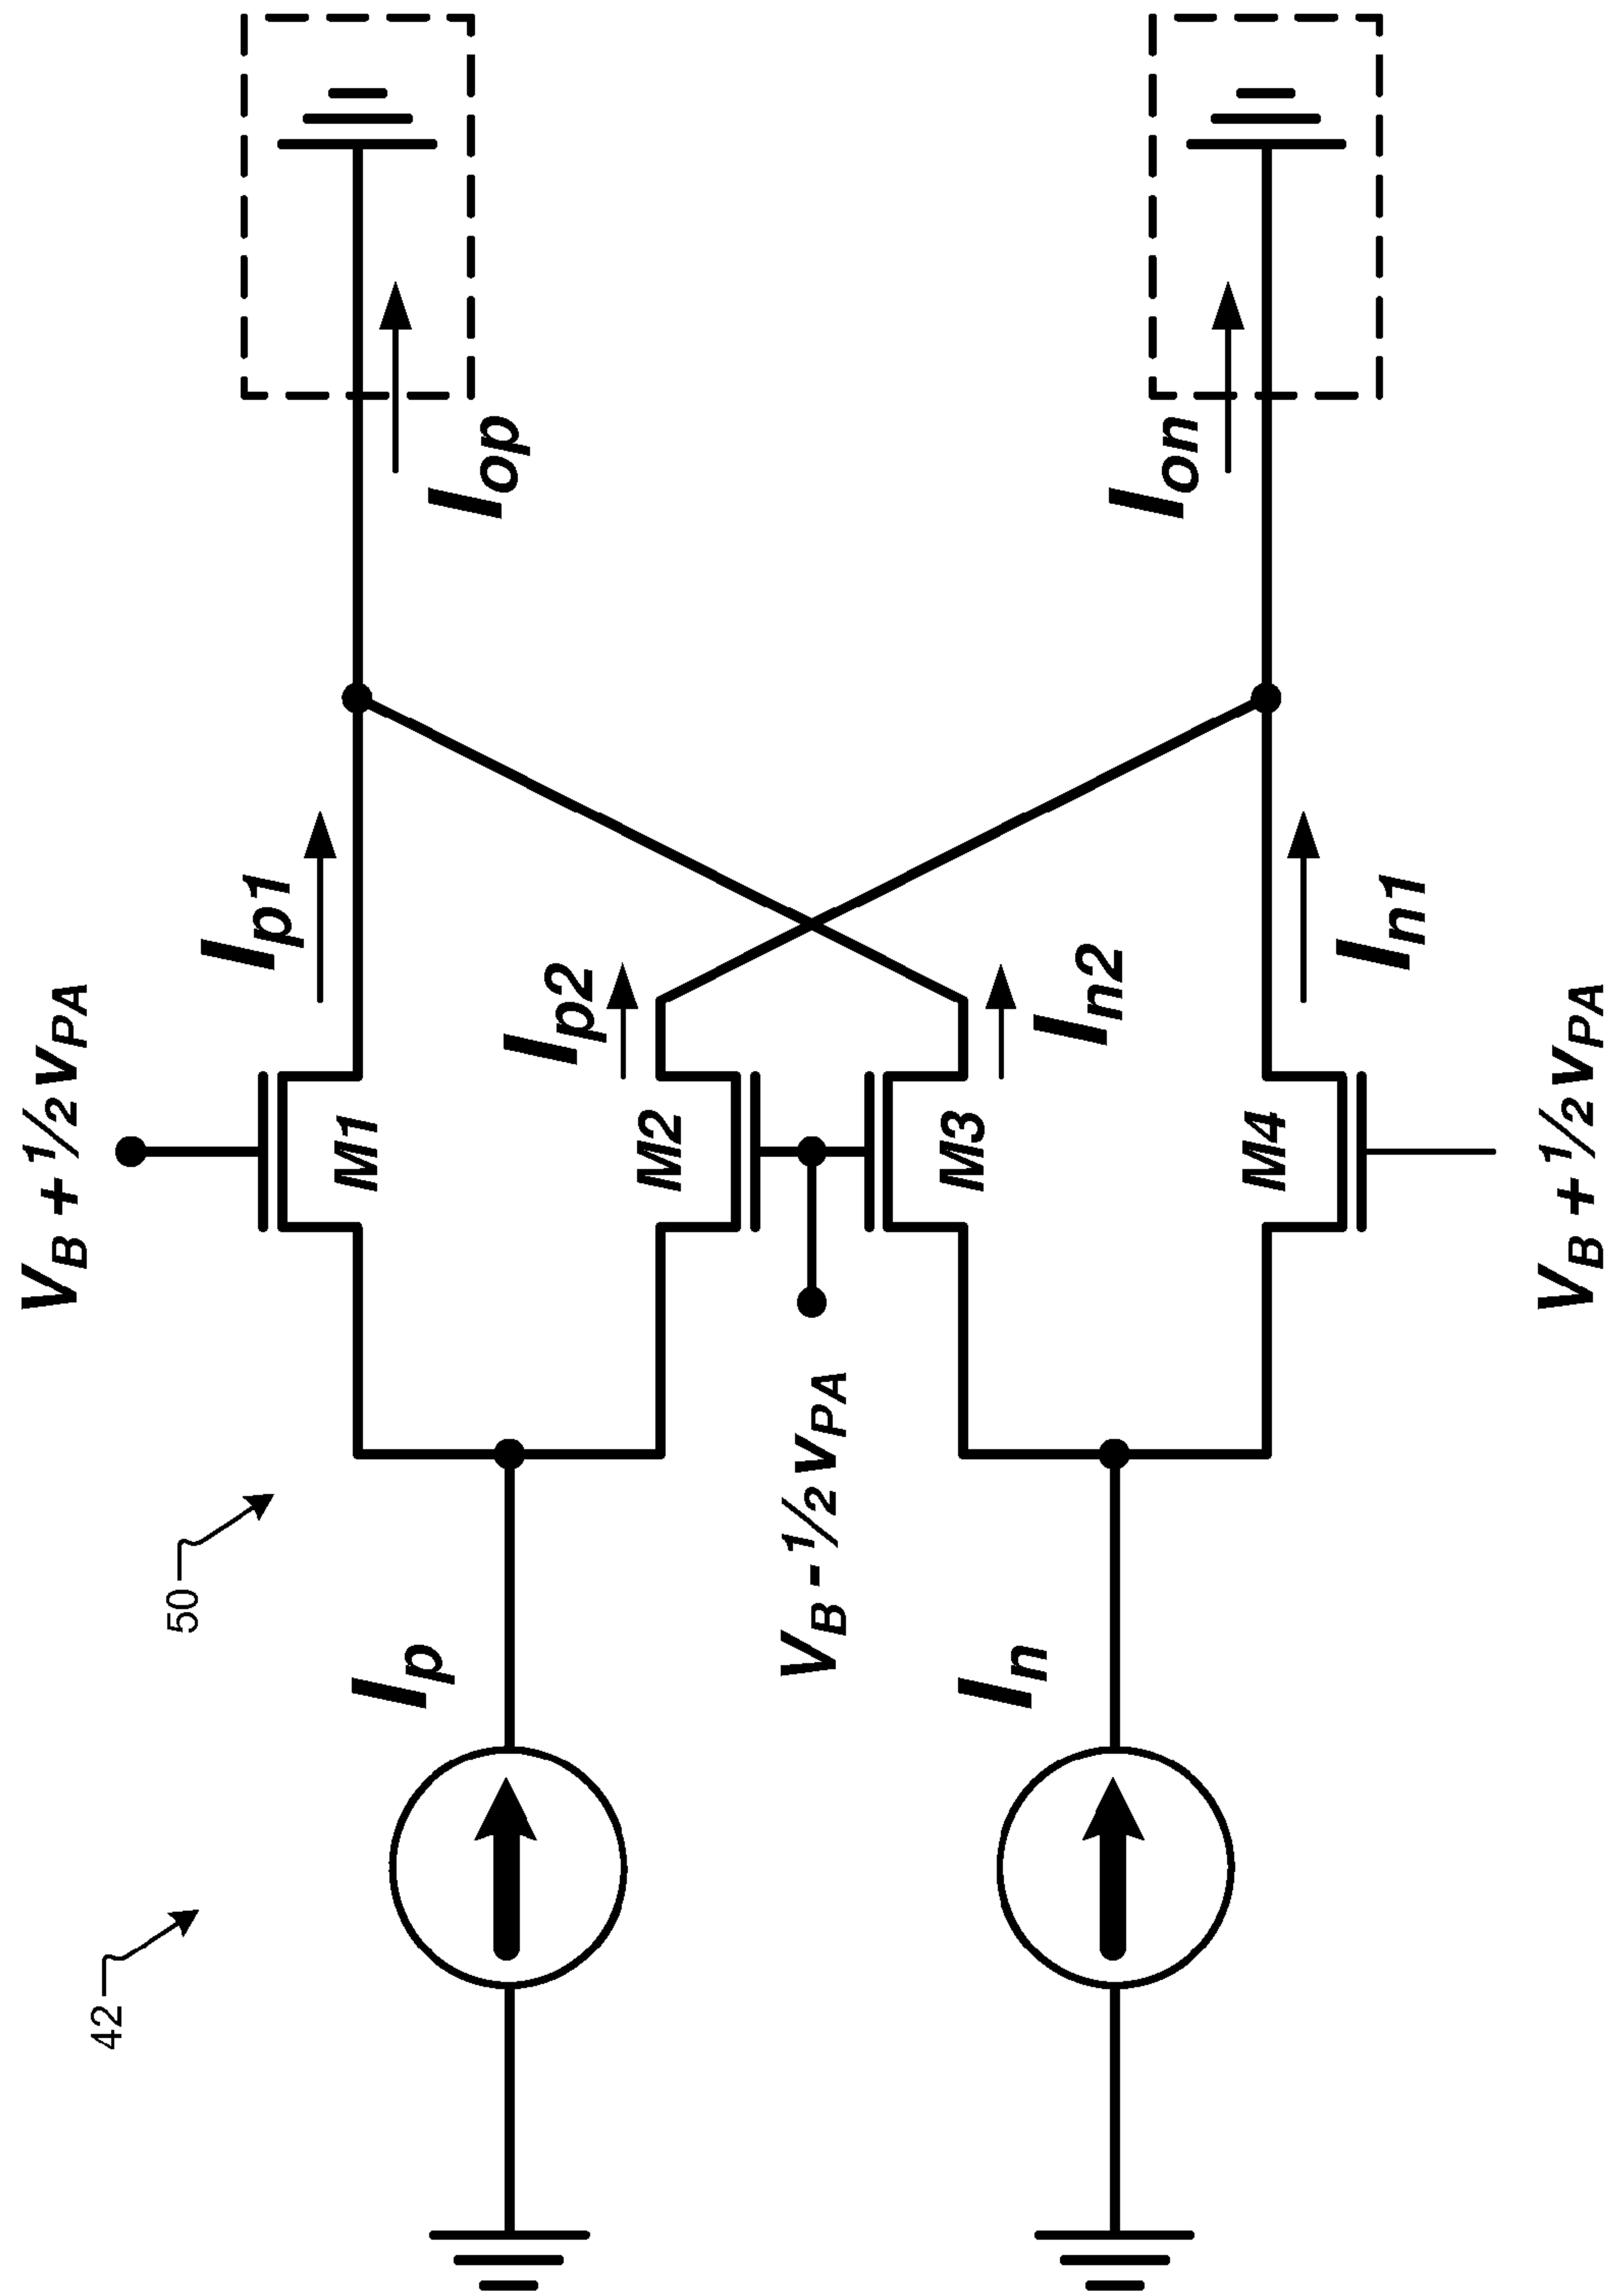 V_B + ½ V_PA
I_p1
I_op
M1
50
I_p
I_p2
M2
42
V_B - ½ V_PA
M3
I_n2
I_n
M4
I_n1
I_on
V_B + ½ V_PA